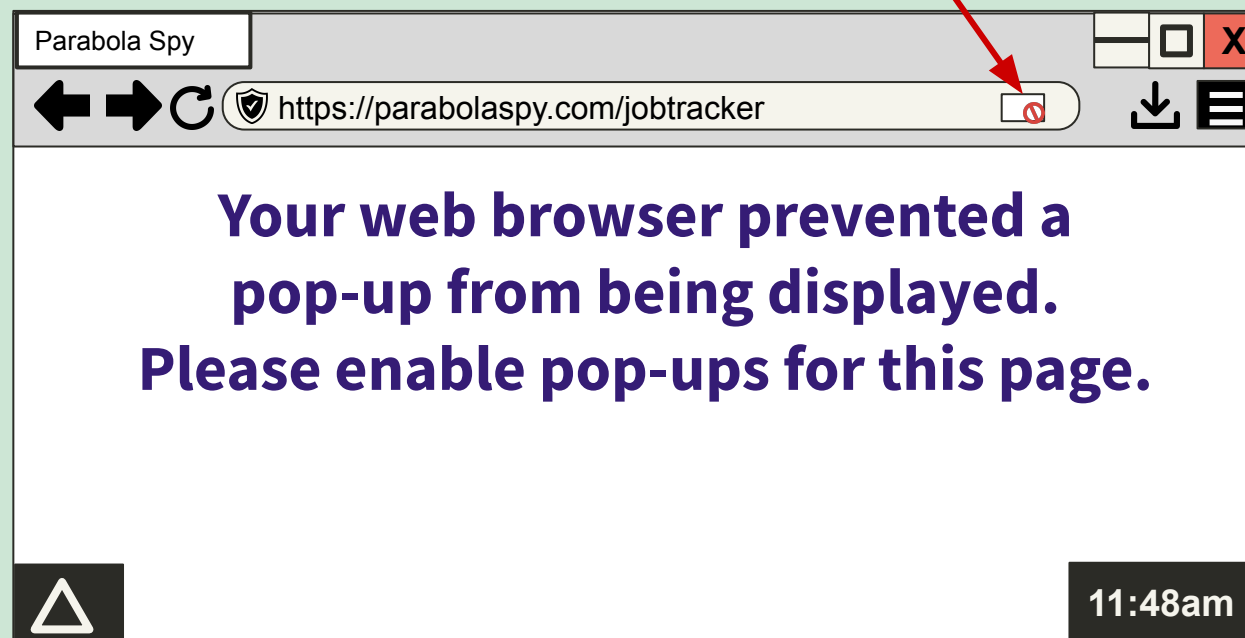 Parabola Spy
X
https://parabolaspy.com/jobtracker
Your web browser prevented a
pop-up from being displayed.
Please enable pop-ups for this page.
11:48am